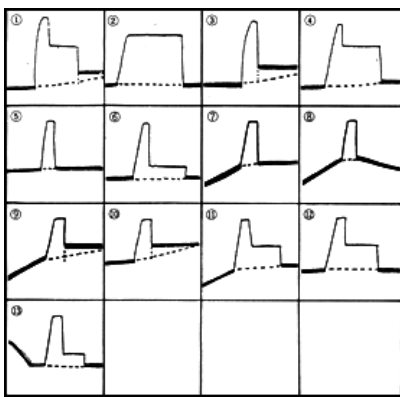 ① ② ③ ④
⑤ ⑥ ⑦ ⑧
⑨ ⑩ ⑪ ⑫
⑬